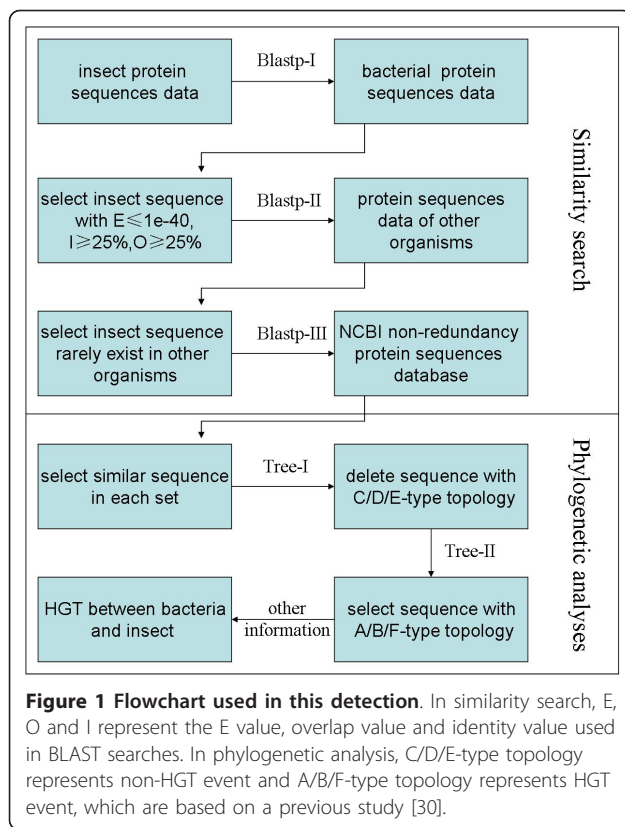 insect protein
sequences data
Blastp-I
bacterial protein
sequences data
select insect sequence
with E≤1e-40,
I≥25%,O≥25%
Blastp-II
protein sequences
data of other
organisms
select insect sequence
rarely exist in other
organisms
Blastp-III
NCBI non-redundancy
protein sequences
database
Similarity search
select similar sequence
in each set
Tree-I
delete sequence with
C/D/E-type topology
Tree-II
HGT between bacteria
and insect
other
information
select sequence with
A/B/F-type topology
Phylogenetic analyses
Figure 1 Flowchart used in this detection. In similarity search, E,
O and I represent the E value, overlap value and identity value used
in BLAST searches. In phylogenetic analysis, C/D/E-type topology
represents non-HGT event and A/B/F-type topology represents HGT
event, which are based on a previous study [30].